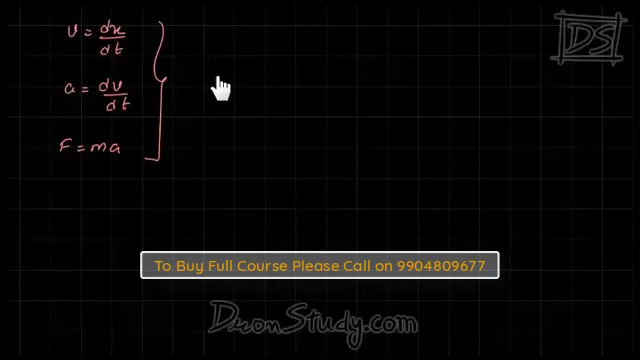 v = dx/dt
DS
a = dv/dt
F = ma
To Buy Full Course Please Call on 9904809677
DronStudy.com